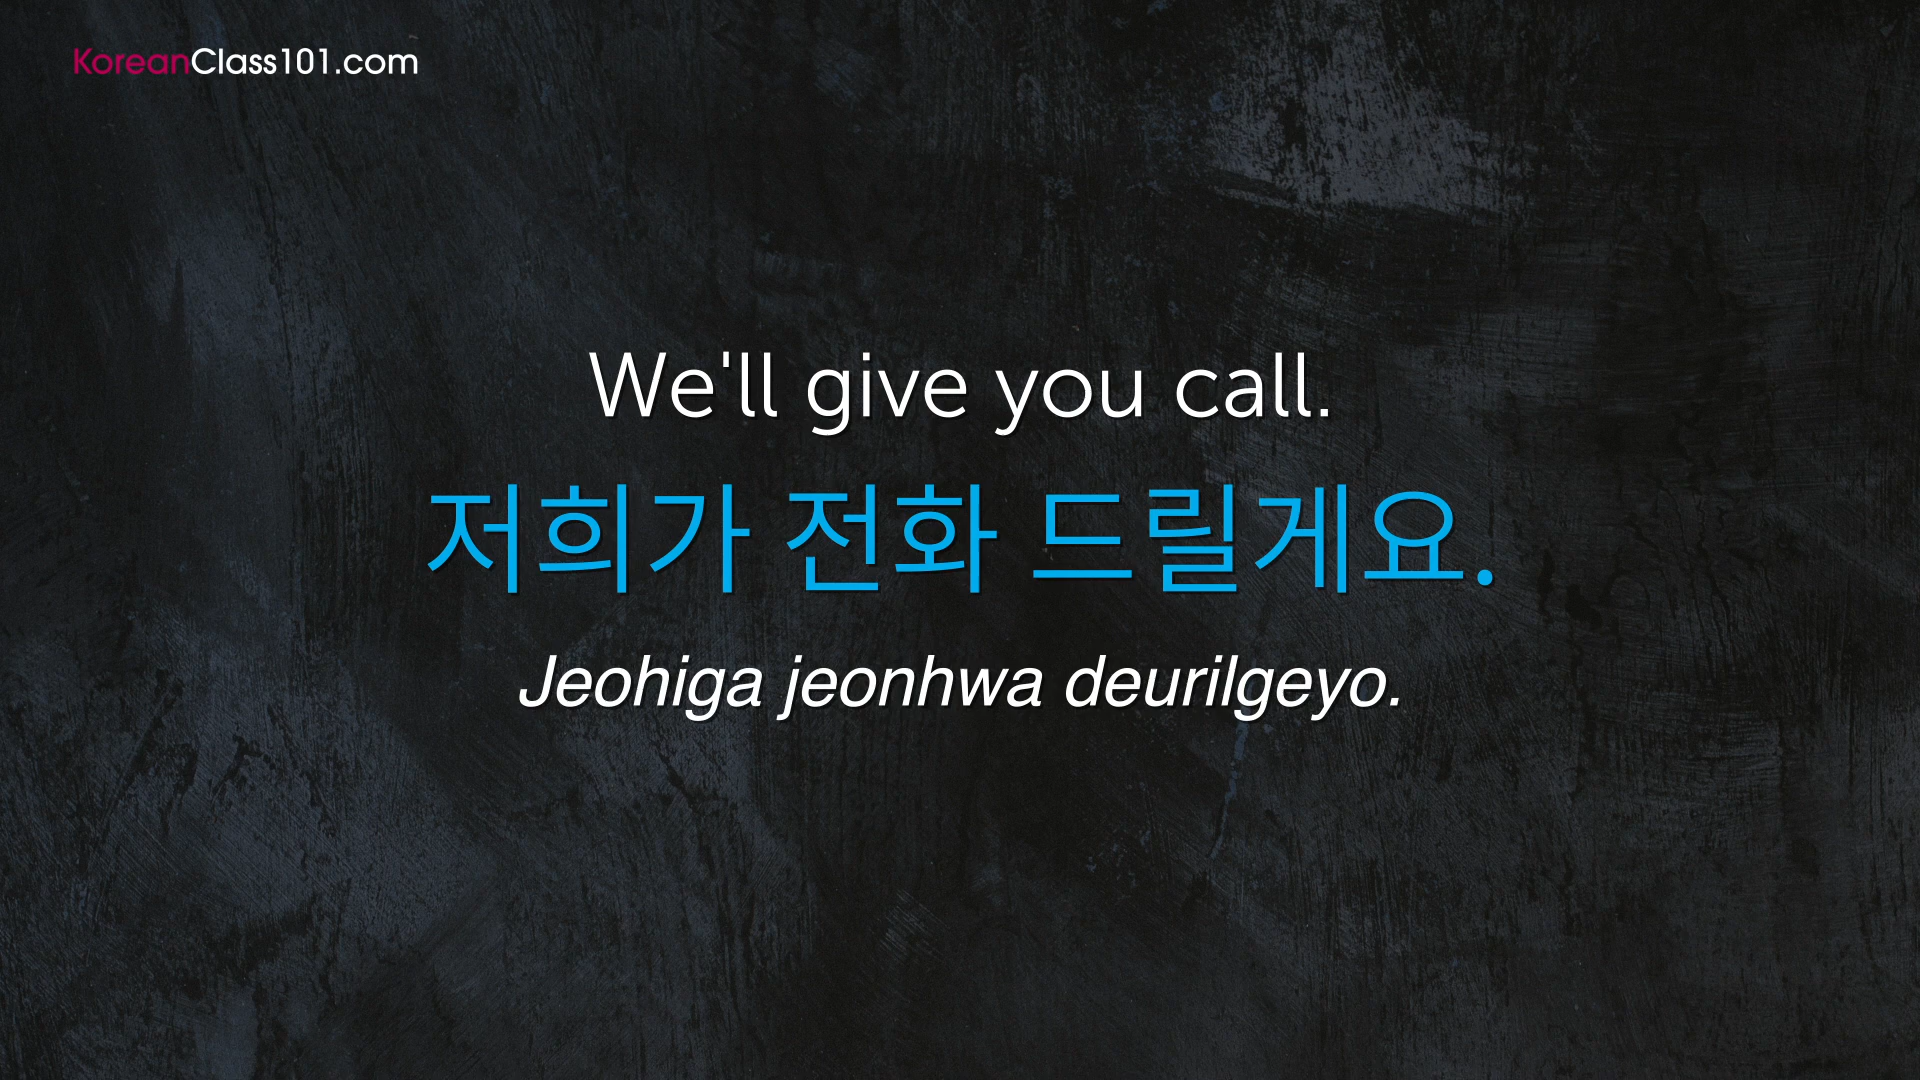 KoreanClass101.com
We'll give you call.
저희가 전화 드릴게요.
Jeohiga jeonhwa deurilgeyo.